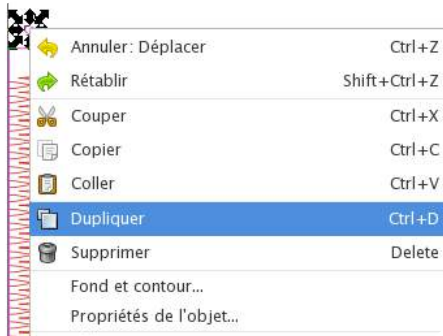 Annuler: Déplacer Ctrl+Z
Rétablir Shift+Ctrl+Z
Couper Ctrl+X
Copier Ctrl+C
Coller Ctrl+V
Dupliquer Ctrl+D
Supprimer Delete
Fond et contour...
Propriétés de l'objet...